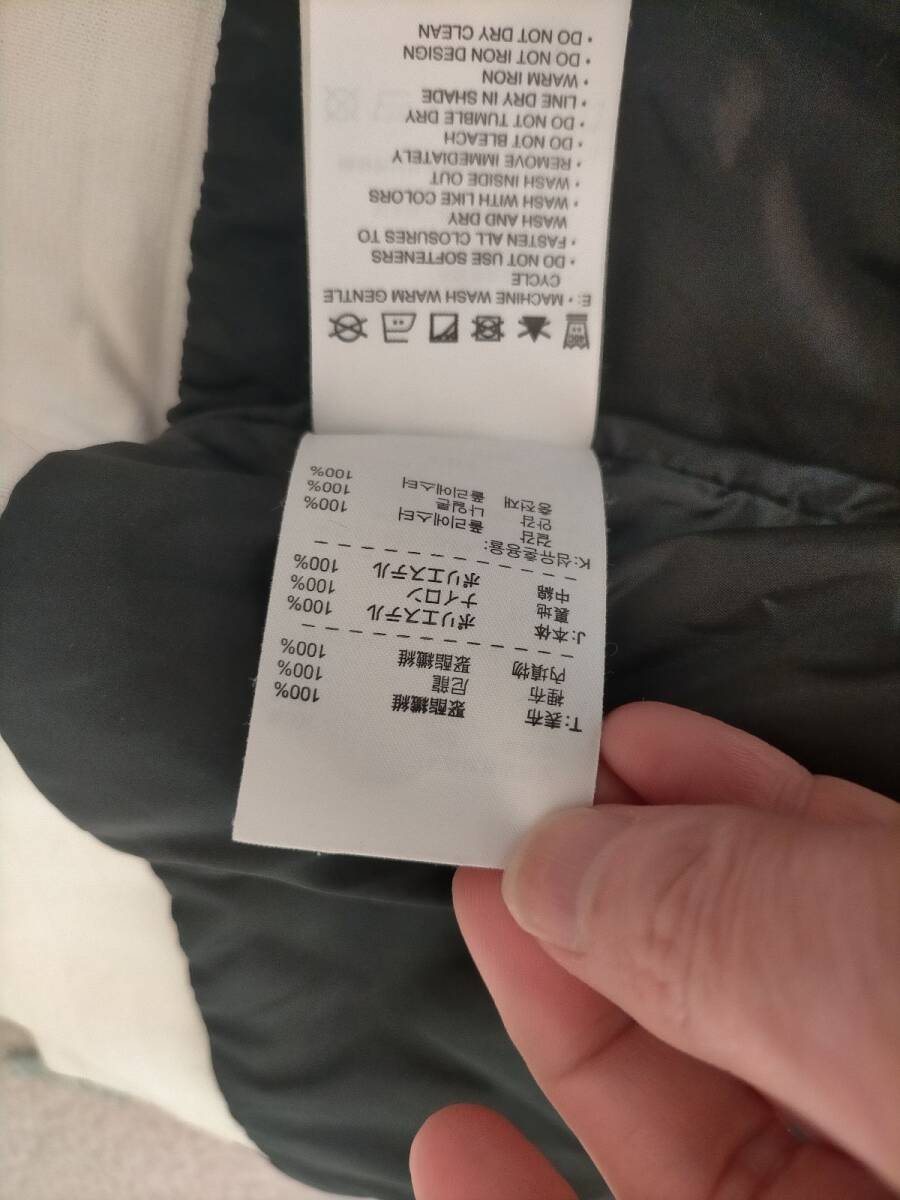 T:表布 聚酯纖維 100%
裡布 尼龍 100%
內填物 聚酯纖維 100%
J:本体 ポリエステル 100%
裏地 ナイロン 100%
中綿 ポリエステル 100%
K:섬유혼용율:
겉감 폴리에스터 100%
안감 나일론 100%
충전재 폴리에스터 100%
E: • MACHINE WASH WARM GENTLE
CYCLE
• DO NOT USE SOFTENERS
• FASTEN ALL CLOSURES TO
WASH AND DRY
• WASH WITH LIKE COLORS
• WASH INSIDE OUT
• REMOVE IMMEDIATELY
• DO NOT BLEACH
• DO NOT TUMBLE DRY
• LINE DRY IN SHADE
• WARM IRON
• DO NOT IRON DESIGN
• DO NOT DRY CLEAN